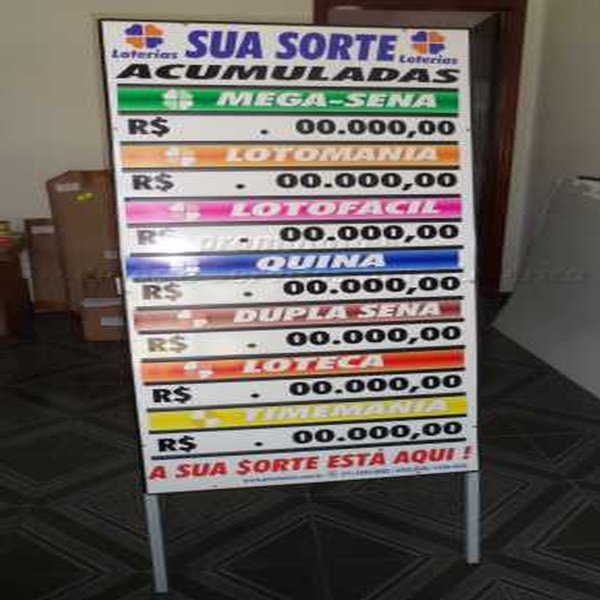 Loterias SUA SORTE Loterias
ACUMULADAS
MEGA-SENA
R$ . 00.000,00
LOTOMANIA
R$ . 00.000,00
LOTOFACIL
R$ . 00.000,00
QUINA
R$ . 00.000,00
DUPLA SENA
R$ . 00.000,00
LOTECA
R$ . 00.000,00
TIMEMANIA
R$ . 00.000,00
A SUA $ORTE ESTÁ AQUI !